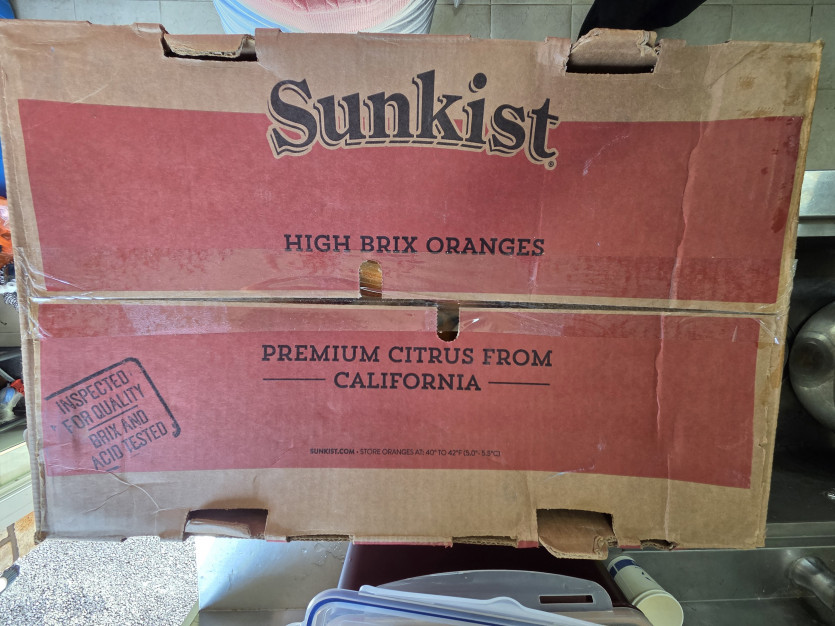 Sunkist®
HIGH BRIX ORANGES
PREMIUM CITRUS FROM
CALIFORNIA
INSPECTED
FOR QUALITY
BRIX AND
ACID TESTED
SUNKIST.COM • STORE ORANGES AT: 40° TO 42°F (5.0°- 5.5°C)